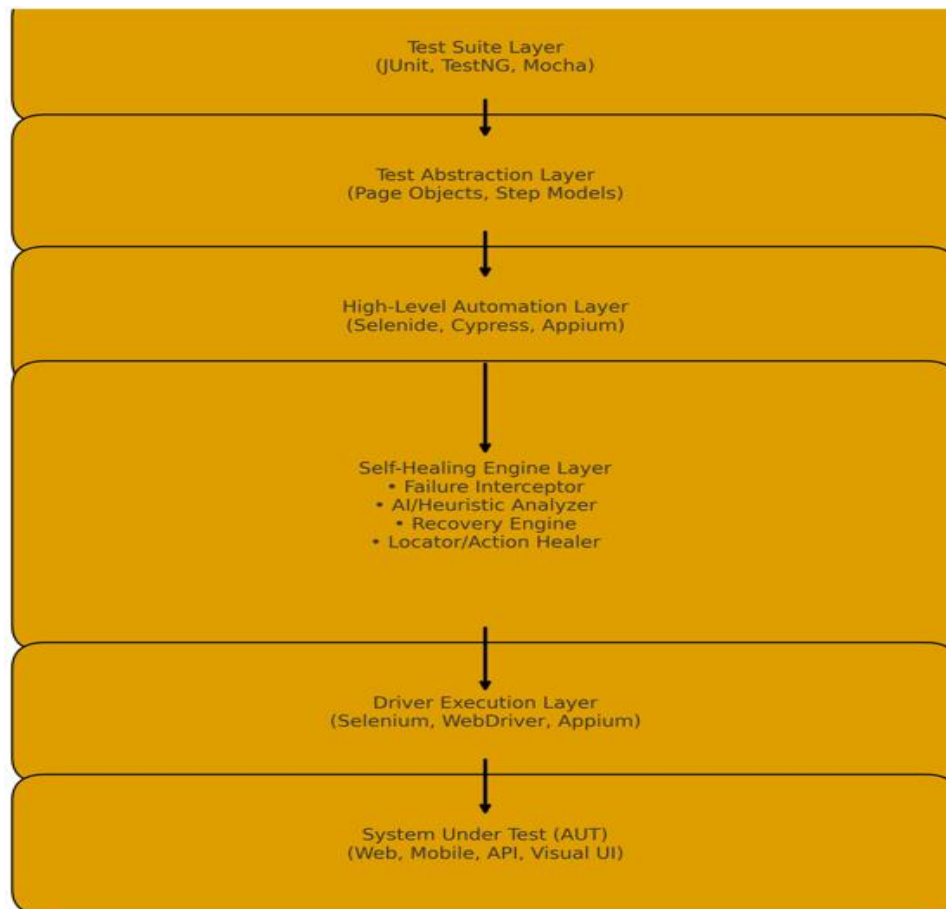 Test Suite Layer
(JUnit, TestNG, Mocha)
Test Abstraction Layer
(Page Objects, Step Models)
High-Level Automation Layer
(Selenide, Cypress, Appium)
Self-Healing Engine Layer
• Failure Interceptor
• AI/Heuristic Analyzer
• Recovery Engine
• Locator/Action Healer
Driver Execution Layer
(Selenium, WebDriver, Appium)
System Under Test (AUT)
(Web, Mobile, API, Visual UI)